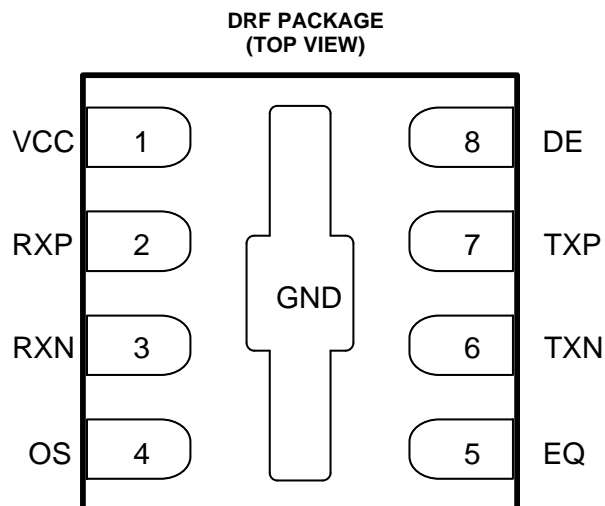 DRF PACKAGE
(TOP VIEW)
VCC 1 8 DE
RXP 2 7 TXP
GND
RXN 3 6 TXN
OS 4 5 EQ